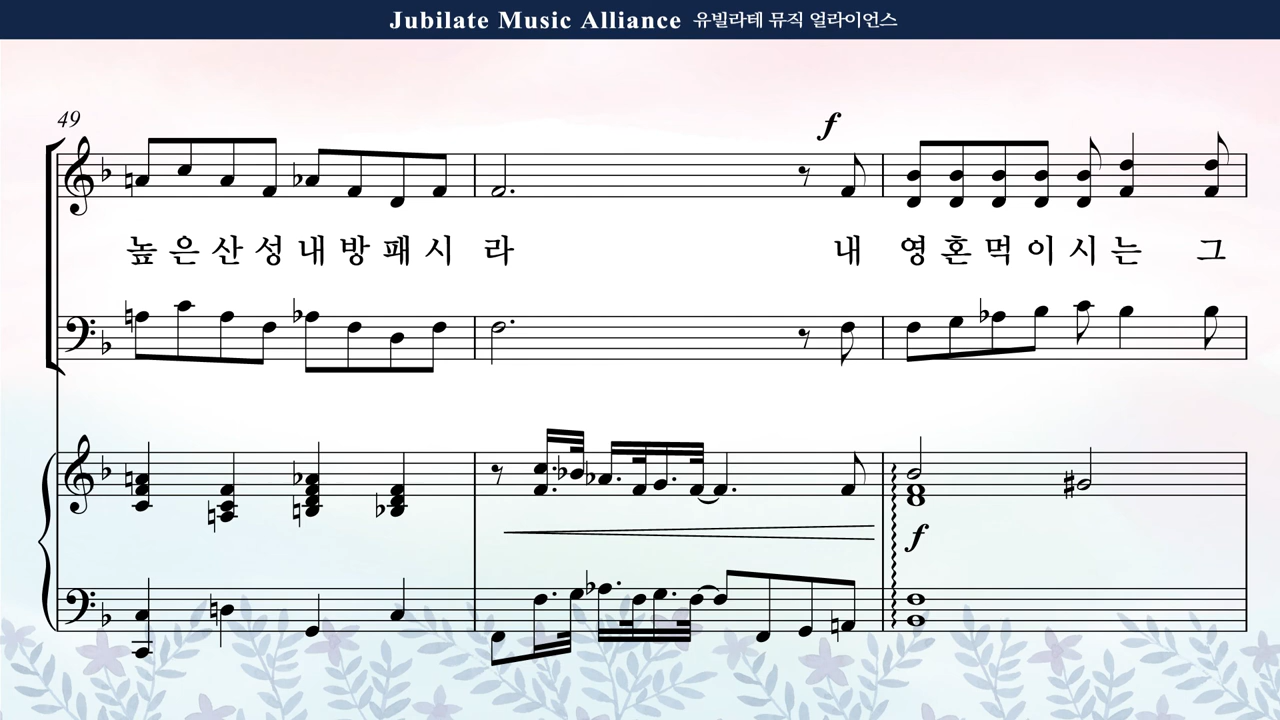 Jubilate Music Alliance 유빌라테 뮤직 얼라이언스
49
f
높 은 산 성 내 방 패 시 라 내 영 혼 먹 이 시 는 그
f